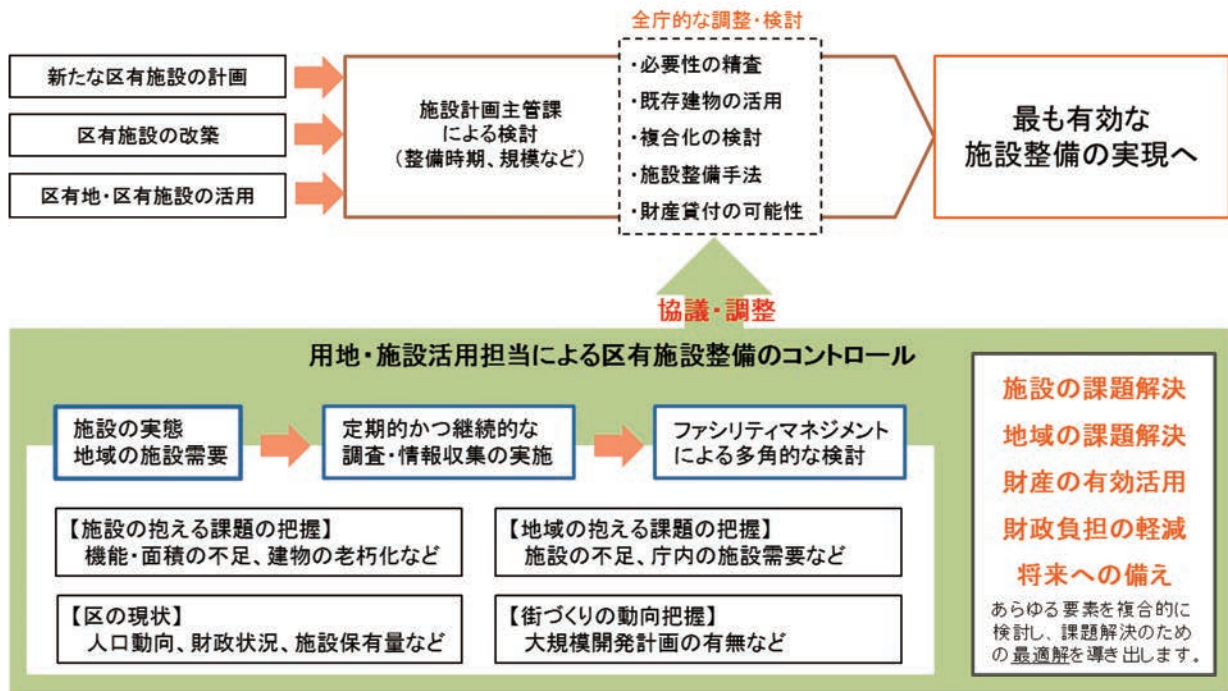 全庁的な調整・検討
新たな区有施設の計画
区有施設の改築
区有地・区有施設の活用
施設計画主管課
による検討
（整備時期、規模など）
・必要性の精査
・既存建物の活用
・複合化の検討
・施設整備手法
・財産貸付の可能性
最も有効な
施設整備の実現へ
協議・調整
用地・施設活用担当による区有施設整備のコントロール
施設の実態
地域の施設需要
定期的かつ継続的な
調査・情報収集の実施
ファシリティマネジメント
による多角的な検討
【施設の抱える課題の把握】
機能・面積の不足、建物の老朽化など
【地域の抱える課題の把握】
施設の不足、庁内の施設需要など
【区の現状】
人口動向、財政状況、施設保有量など
【街づくりの動向把握】
大規模開発計画の有無など
施設の課題解決
地域の課題解決
財産の有効活用
財政負担の軽減
将来への備え
あらゆる要素を複合的に
検討し、課題解決のため
の最適解を導き出します。